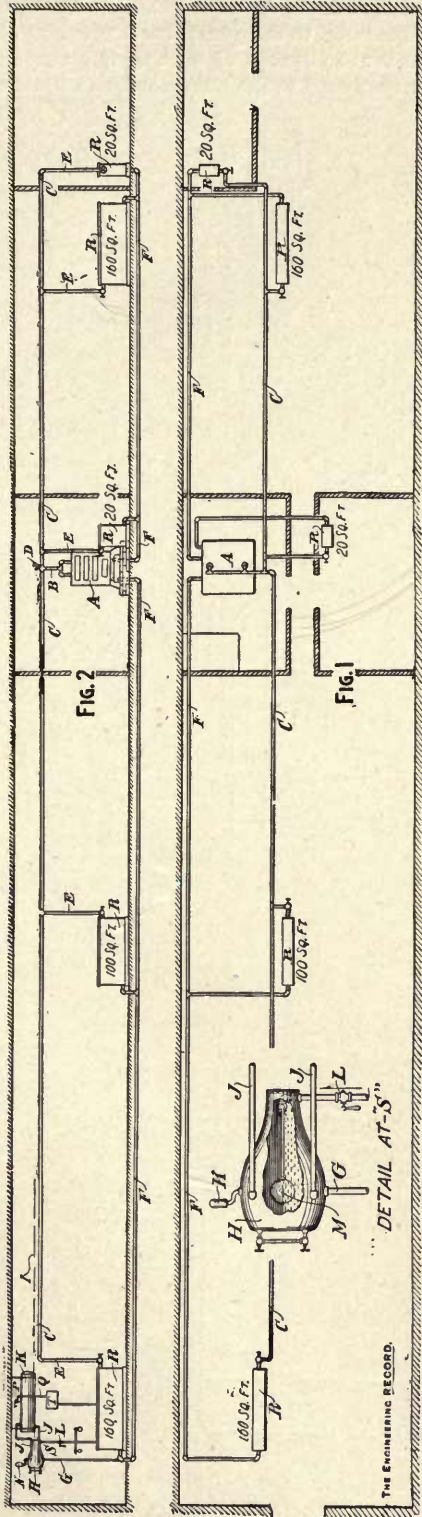 N J P K
H J S L Q
G
E C A
160 SQ. FT. R
F
E
100 SQ. FT. R
FIG. 2
C D C
B E
A R 20 SQ. FT.
F F
E C E R 20 SQ. FT.
R 160 SQ. FT.
F
F F F
160 SQ. FT.
R
C
H K J J
M G L
DETAIL AT "S"
100 SQ. FT.
R
C
FIG. 1
A
R
20 SQ. FT.
C
R 20 SQ. FT.
R
160 SQ. FT.
THE ENGINEERING RECORD.